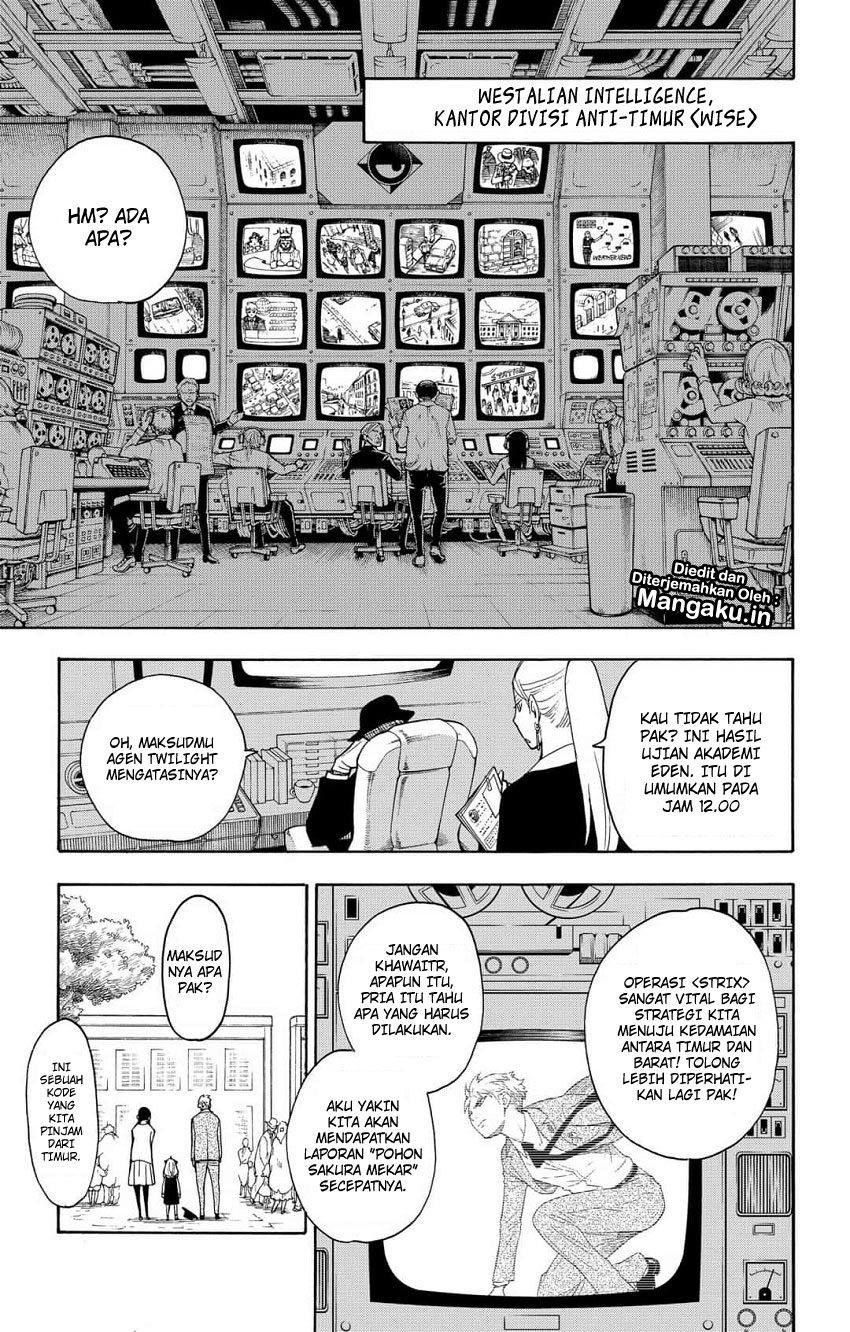 WESTALIAN INTELLIGENCE,
KANTOR DIVISI ANTI-TIMUR <WISE>
HM? ADA
APA?
WEATHER NEWS
STATION
Diedit dan
Diterjemahkan Oleh :
Mangaku.in
KAU TIDAK TAHU
PAK? INI HASIL
UJIAN AKADEMI
EDEN. ITU DI
UMUMKAN PADA
JAM 12.00
OH, MAKSUDMU
AGEN TWILIGHT
MENGATASINYA?
OPERASI <STRIX>
SANGAT VITAL BAGI
STRATEGI KITA
MENUJU KEDAMAIAN
ANTARA TIMUR DAN
BARAT! TOLONG
LEBIH DIPERHATI-
KAN LAGI PAK!
JANGAN
KHAWAITR,
APAPUN ITU,
PRIA ITU TAHU
APA YANG HARUS
DILAKUKAN.
AKU YAKIN
KITA AKAN
MENDAPATKAN
LAPORAN "POHON
SAKURA MEKAR"
SECEPATNYA.
MAKSUD
NYA APA
PAK?
INI
SEBUAH
KODE
YANG
KITA
PINJAM
DARI
TIMUR.